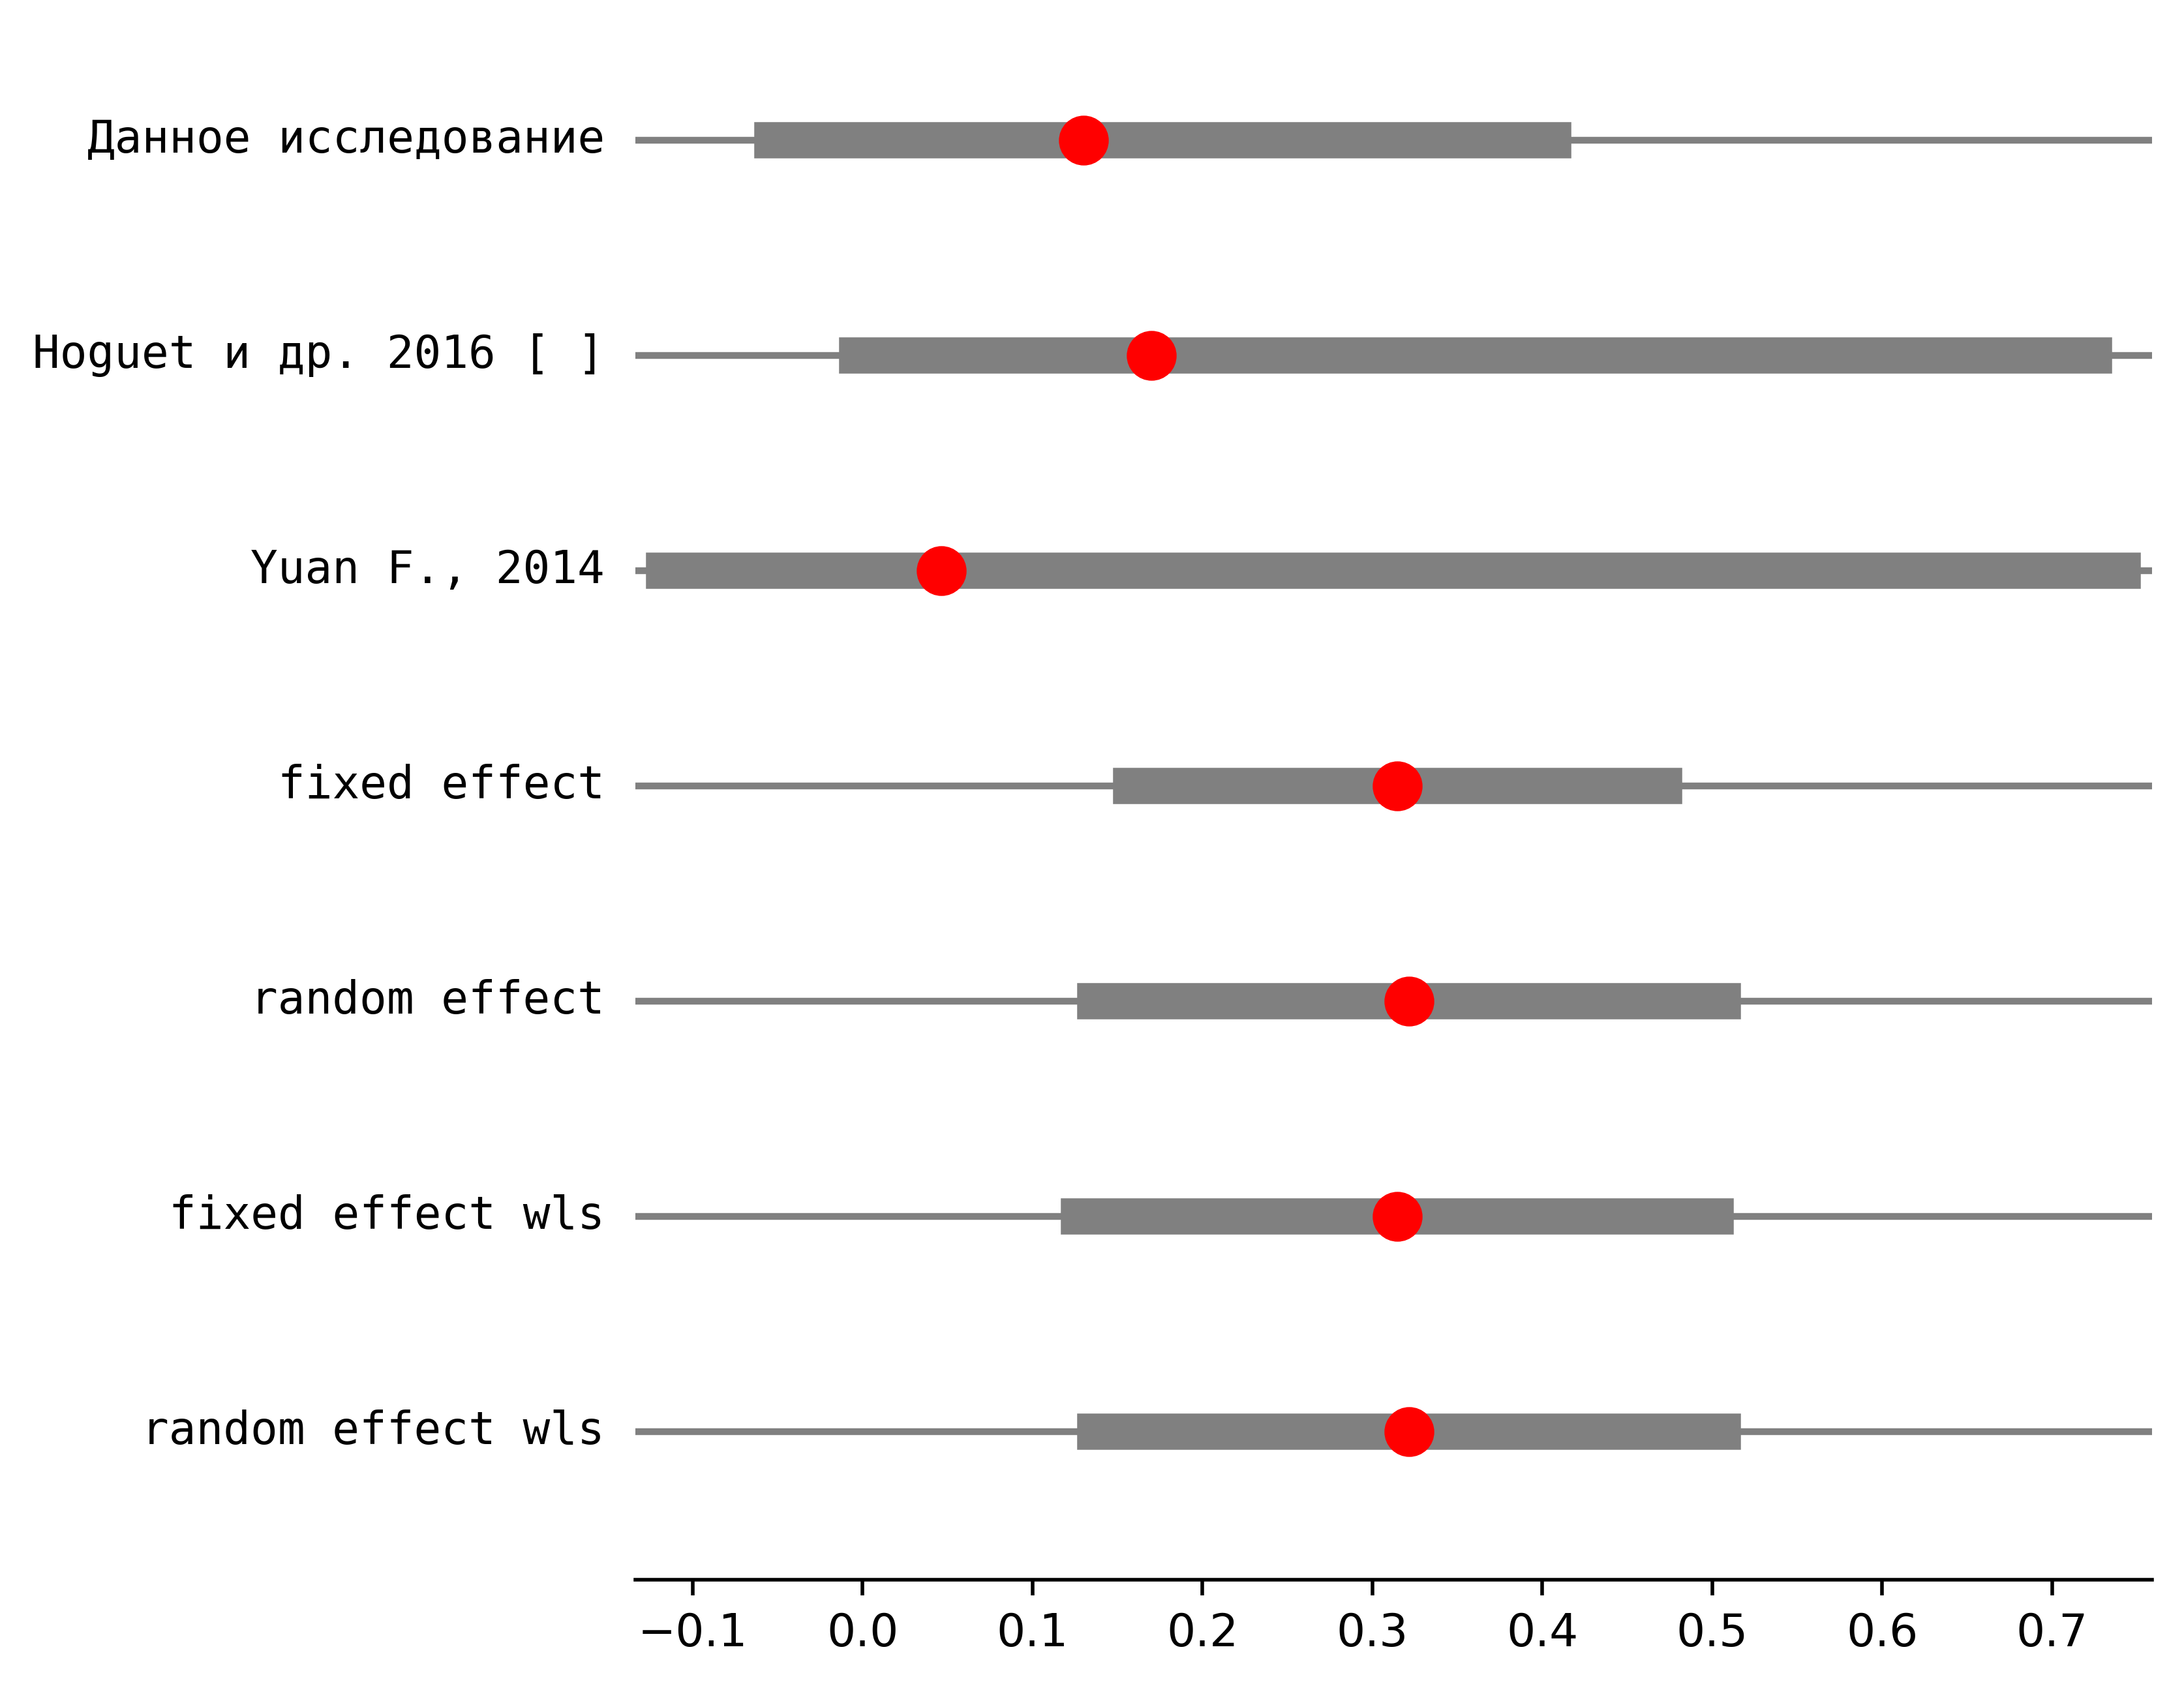 Данное исследование
Hoguet и др. 2016 [ ]
Yuan F., 2014
fixed effect
random effect
fixed effect wls
random effect wls
−0.1 0.0 0.1 0.2 0.3 0.4 0.5 0.6 0.7